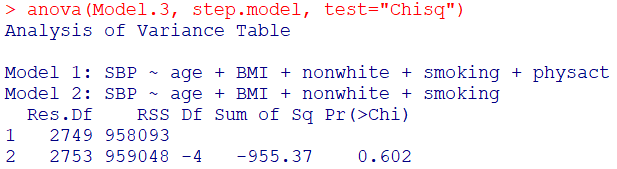 > anova(Model.3, step.model, test="Chisq")
Analysis of Variance Table
Model 1: SBP ~ age + BMI + nonwhite + smoking + physact
Model 2: SBP ~ age + BMI + nonwhite + smoking
Res.Df RSS Df Sum of Sq Pr(>Chi)
1 2749 958093
2 2753 959048 -4 -955.37 0.602